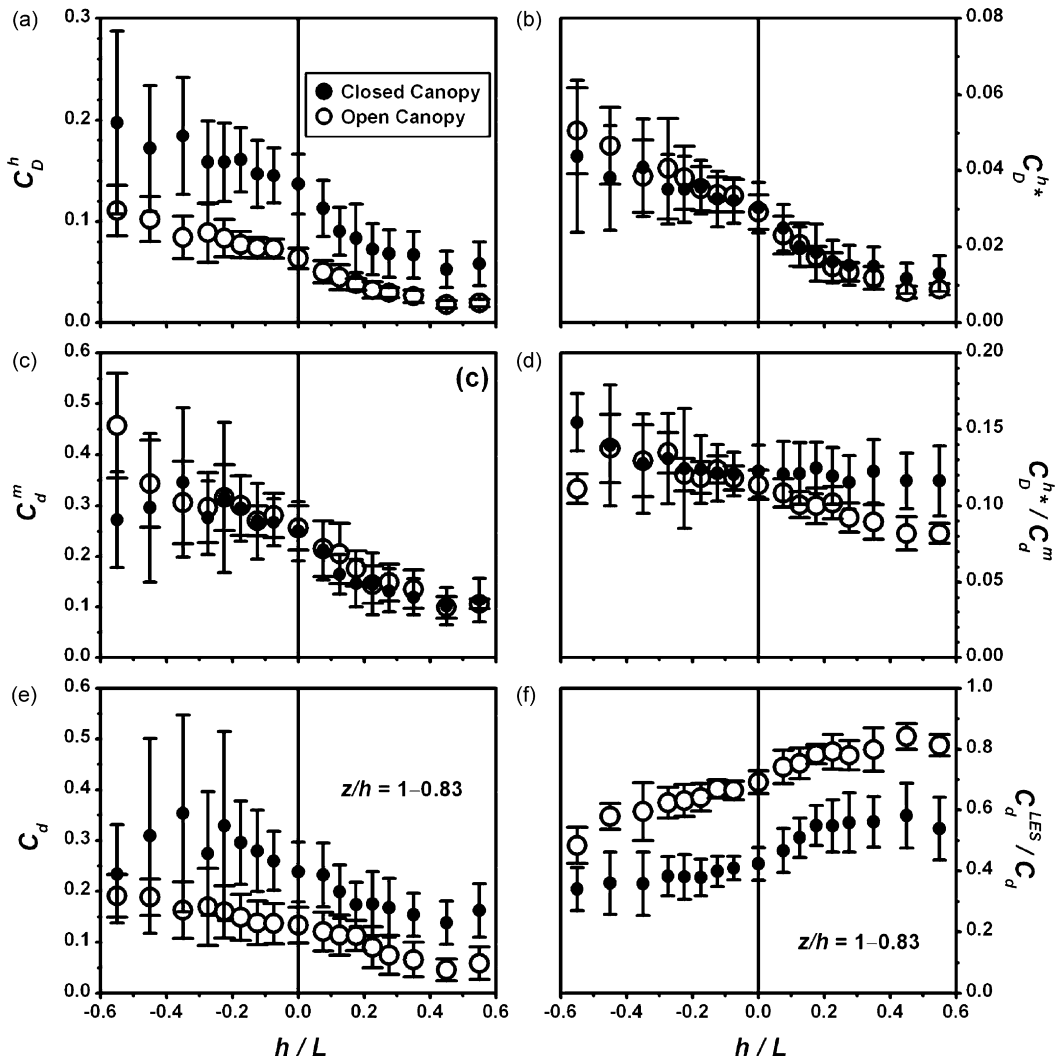 (a)
0.3
0.2
0.1
0.0
C_D^h
Closed Canopy
Open Canopy
(b)
0.08
0.06
0.04
0.02
0.00
C_D^h*
(c)
0.6
0.5
0.4
0.3
0.2
0.1
0.0
C_d^m
(c)
(d)
0.20
0.15
0.10
0.05
0.00
C_D^h* / C_d^m
(e)
0.6
0.5
0.4
0.3
0.2
0.1
0.0
C_d
z/h = 1–0.83
-0.6 -0.4 -0.2 0.0 0.2 0.4 0.6
h / L
(f)
1.0
0.8
0.6
0.4
0.2
0.0
C_d^LES / C_d
z/h = 1–0.83
-0.6 -0.4 -0.2 0.0 0.2 0.4 0.6
h / L